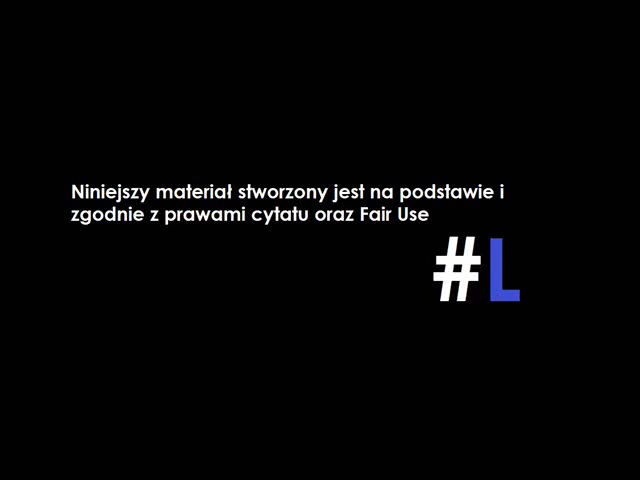 Niniejszy materiał stworzony jest na podstawie i
zgodnie z prawami cytatu oraz Fair Use
#L